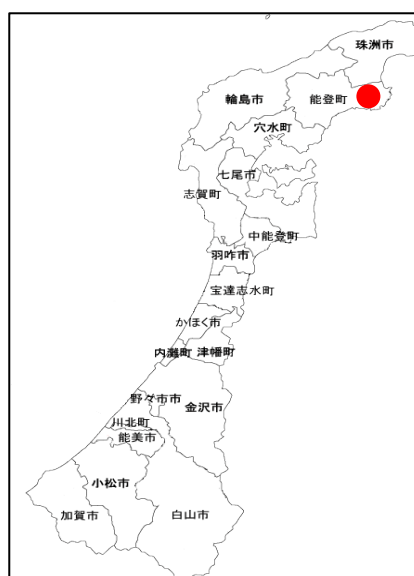 珠洲市
輪島市
能登町
穴水町
七尾市
志賀町
中能登町
羽咋市
宝達志水町
かほく市
内灘町
津幡町
野々市市
金沢市
川北町
能美市
小松市
加賀市
白山市